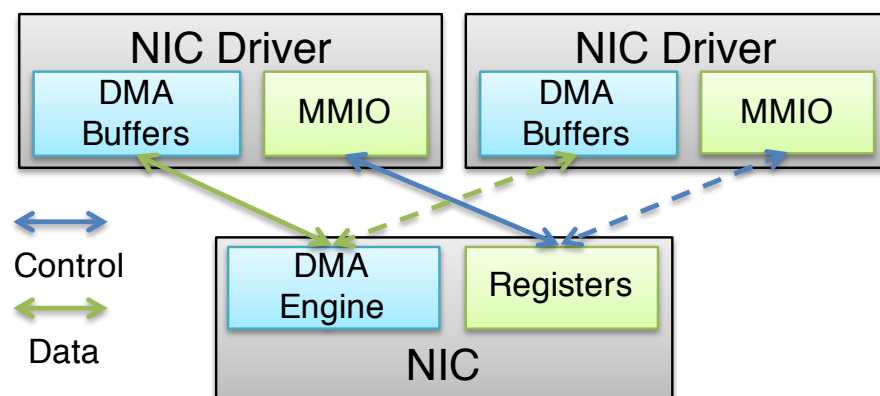 NIC Driver
DMA
Buffers
MMIO
NIC Driver
DMA
Buffers
MMIO
Control
Data
DMA
Engine
Registers
NIC